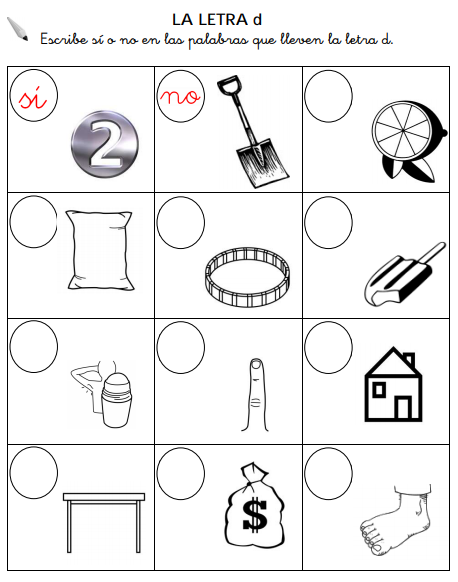 LA LETRA d
Escribe sí o no en las palabras que lleven la letra d.
sí
no
2
$